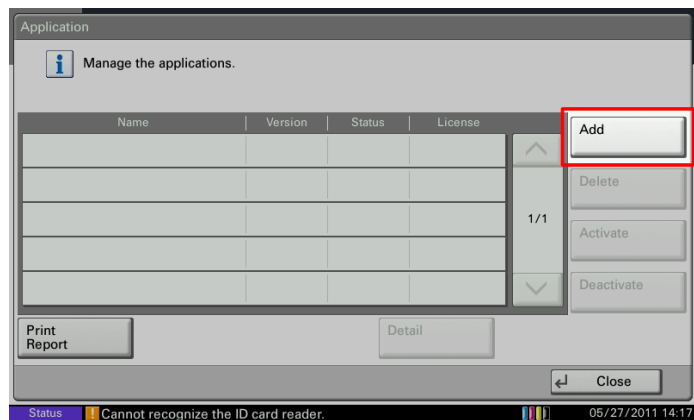 Application
Manage the applications.
Name Version Status License
Add
Delete
1/1
Activate
Deactivate
Print
Report
Detail
Close
Status Cannot recognize the ID card reader. 05/27/2011 14:17